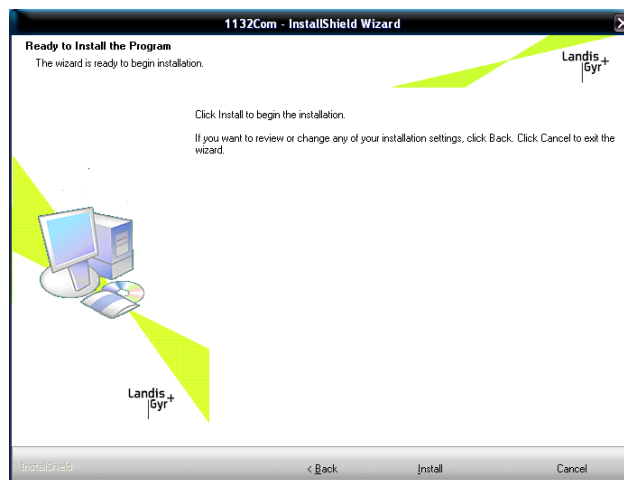 1132Com - InstallShield Wizard
Ready to Install the Program
The wizard is ready to begin installation.
Landis
Gyr+
Click Install to begin the installation.
If you want to review or change any of your installation settings, click Back. Click Cancel to exit the
wizard.
Landis
Gyr+
InstallShield
< Back
Install
Cancel